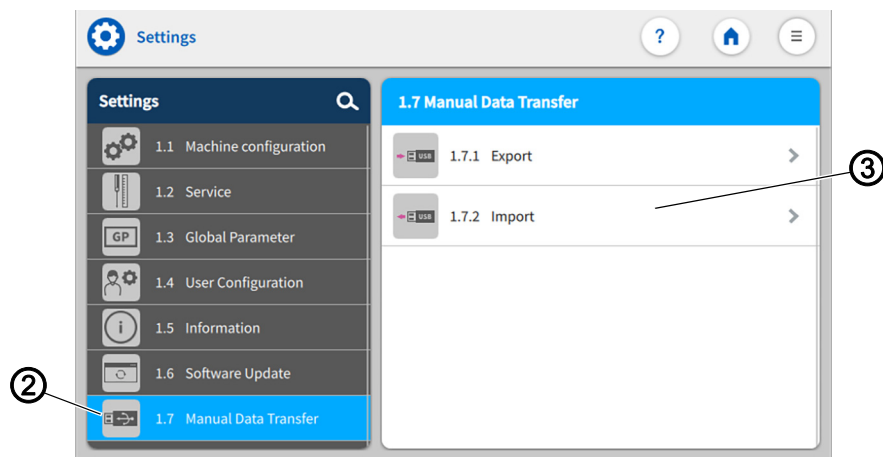 Settings
?
Settings
1.1 Machine configuration
1.2 Service
GP 1.3 Global Parameter
1.4 User Configuration
i 1.5 Information
1.6 Software Update
1.7 Manual Data Transfer
1.7 Manual Data Transfer
USB 1.7.1 Export
USB 1.7.2 Import
②
③